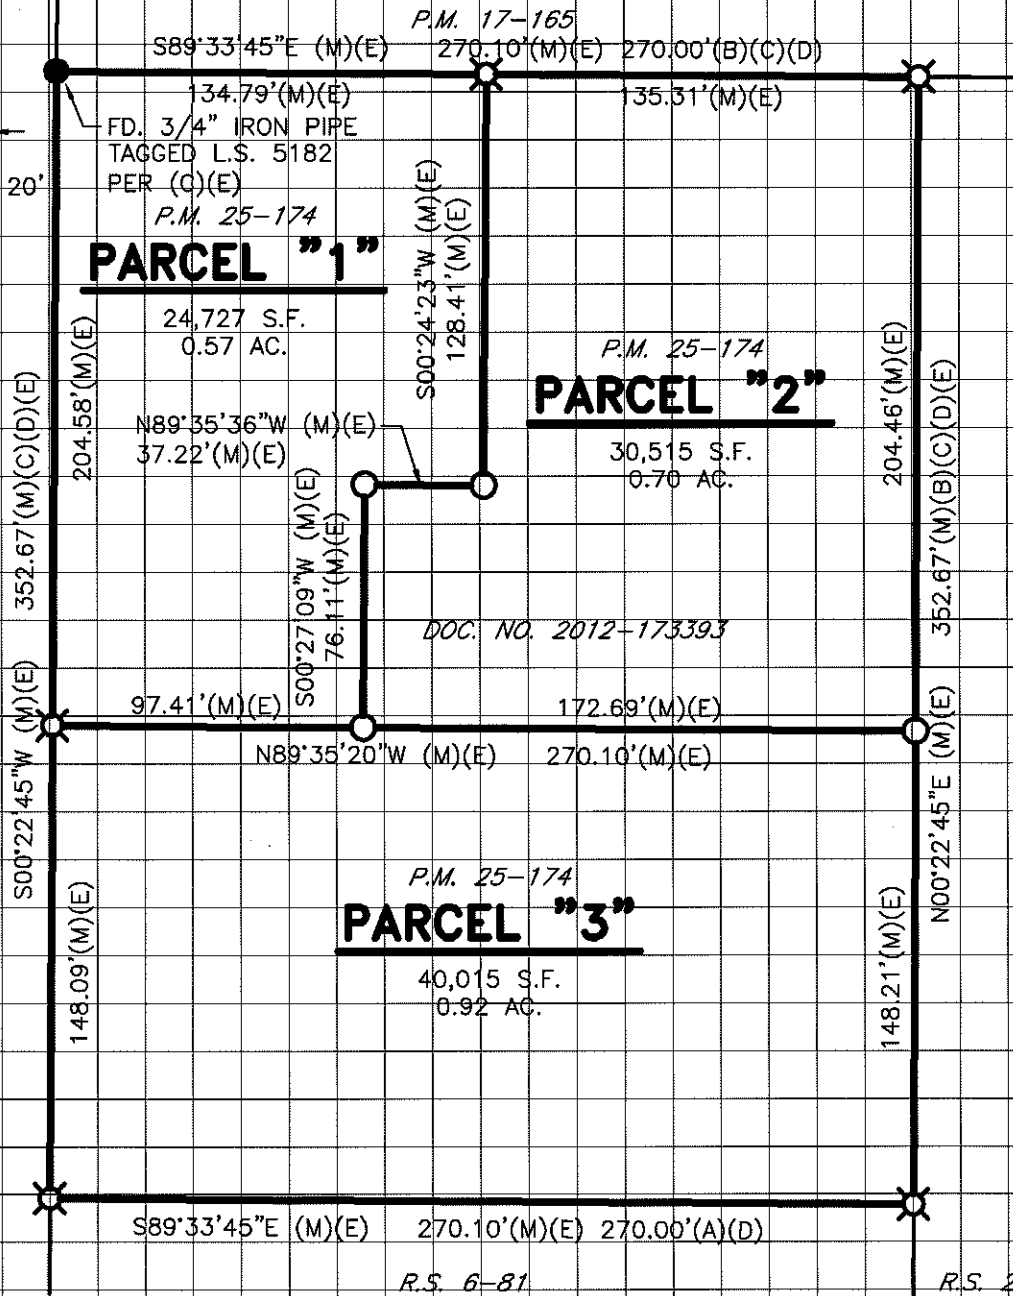 P.M. 17-165
S89°33'45"E (M)(E) 270.10'(M)(E) 270.00'(B)(C)(D)
134.79'(M)(E)
135.31'(M)(E)
FD. 3/4" IRON PIPE
TAGGED L.S. 5182
PER (C)(E)
20'
P.M. 25-174
PARCEL "1"
24,727 S.F.
0.57 AC.
S00°24'23"W (M)(E)
128.41'(M)(E)
P.M. 25-174
PARCEL "2"
30,515 S.F.
0.70 AC.
204.58'(M)(E)
352.67'(M)(C)(D)(E)
N89°35'36"W (M)(E)
37.22'(M)(E)
204.46'(M)(E)
352.67'(M)(B)(C)(D)(E)
S00°27'09"W (M)(E)
76.11'(M)(E)
DOC. NO. 2012-173393
97.41'(M)(E)
172.69'(M)(E)
N89°35'20"W (M)(E) 270.10'(M)(E)
S00°22'45"W (M)(E)
N00°22'45"E (M)(E)
P.M. 25-174
PARCEL "3"
40,015 S.F.
0.92 AC.
148.09'(M)(E)
148.21'(M)(E)
S89°33'45"E (M)(E) 270.10'(M)(E) 270.00'(A)(D)
R.S. 6-81
R.S.